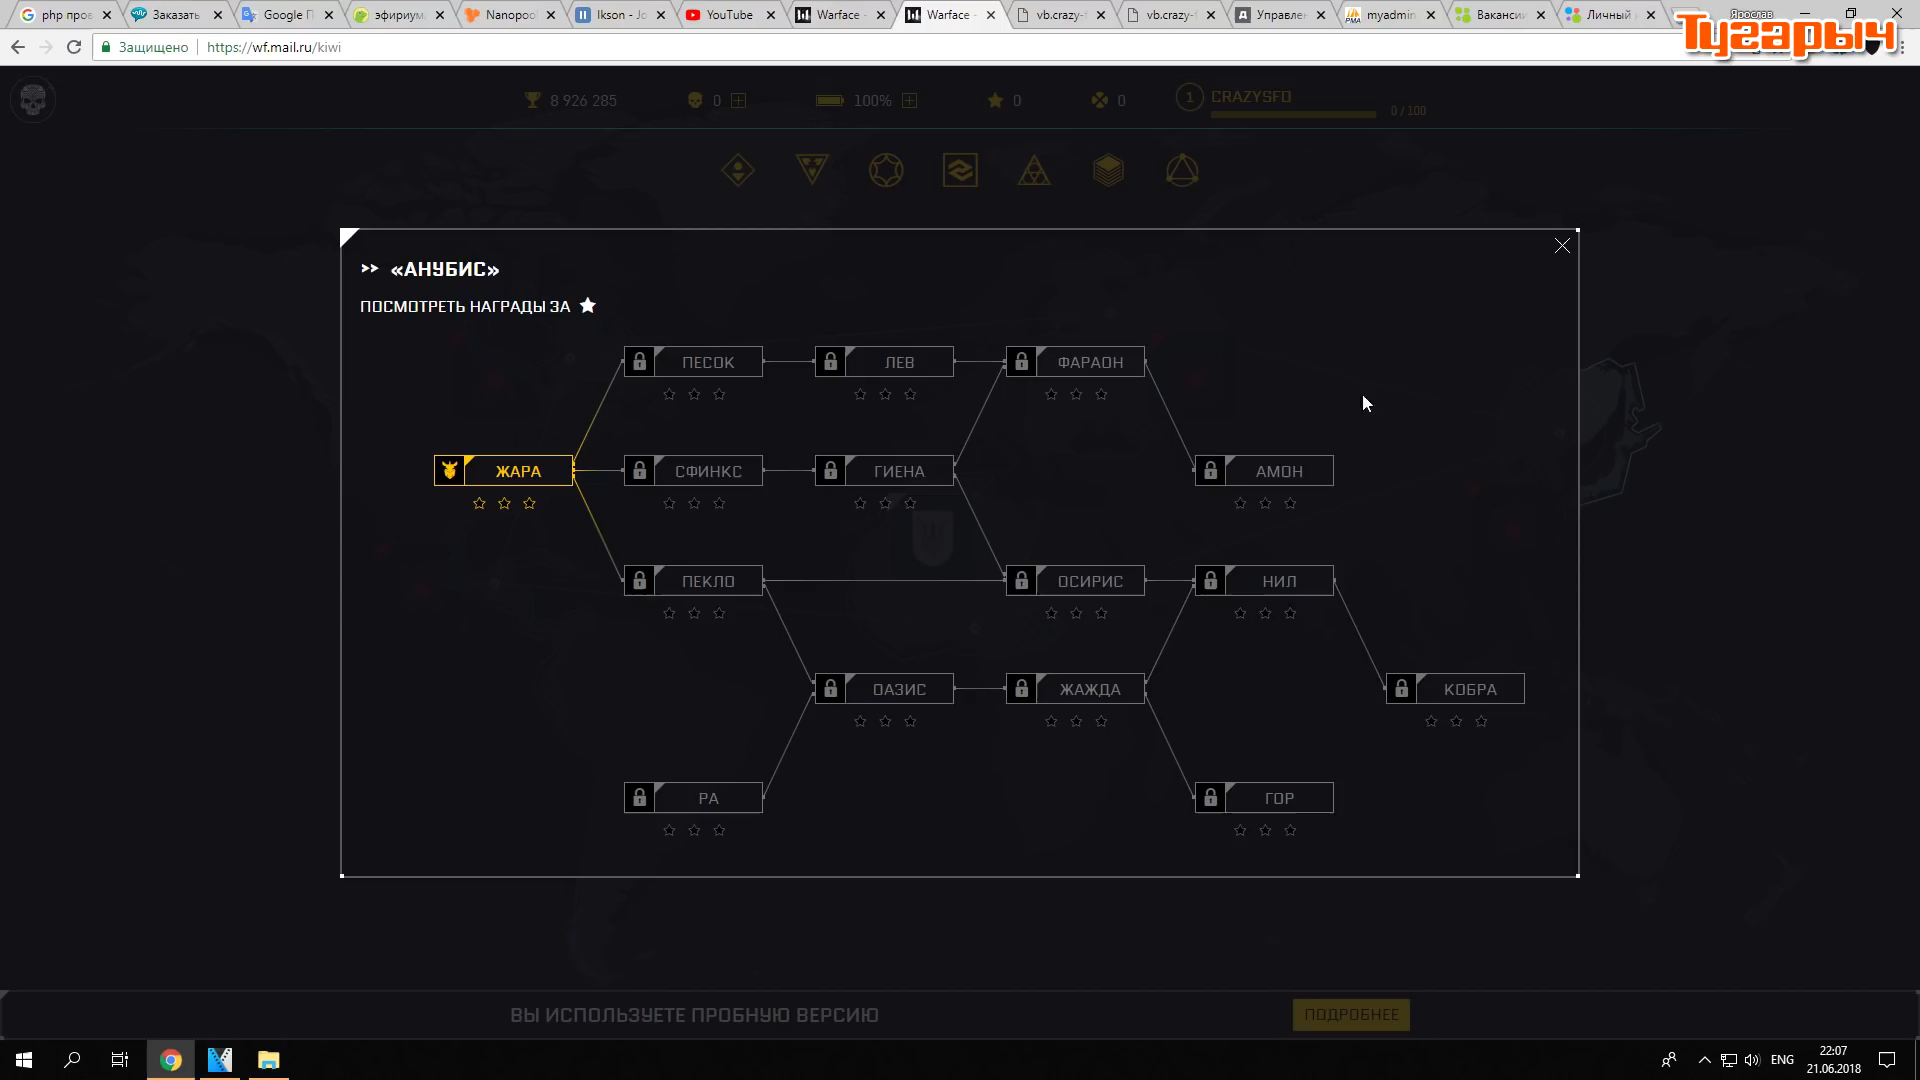 php пров
Заказать
Google П
эфириум
Nanopool
Ikson - Jo
YouTube
Warface -
Warface -
vb.crazy-f
vb.crazy-f
Управлен
myadmin
Вакансии
Личный
Ярослав
Тугарыч
Защищено
https://wf.mail.ru/kiwi
8 926 285
0
100%
0
0
1
CRAZYSFD
0 / 100
>> «АНУБИС»
ПОСМОТРЕТЬ НАГРАДЫ ЗА
ПЕСОК
ЛЕВ
ФАРАОН
ЖАРА
СФИНКС
ГИЕНА
АМОН
ПЕКЛО
ОСИРИС
НИЛ
ОАЗИС
ЖАЖДА
КОБРА
РА
ГОР
ВЫ ИСПОЛЬЗУЕТЕ ПРОБНУЮ ВЕРСИЮ
ПОДРОБНЕЕ
ENG
22:07
21.06.2018